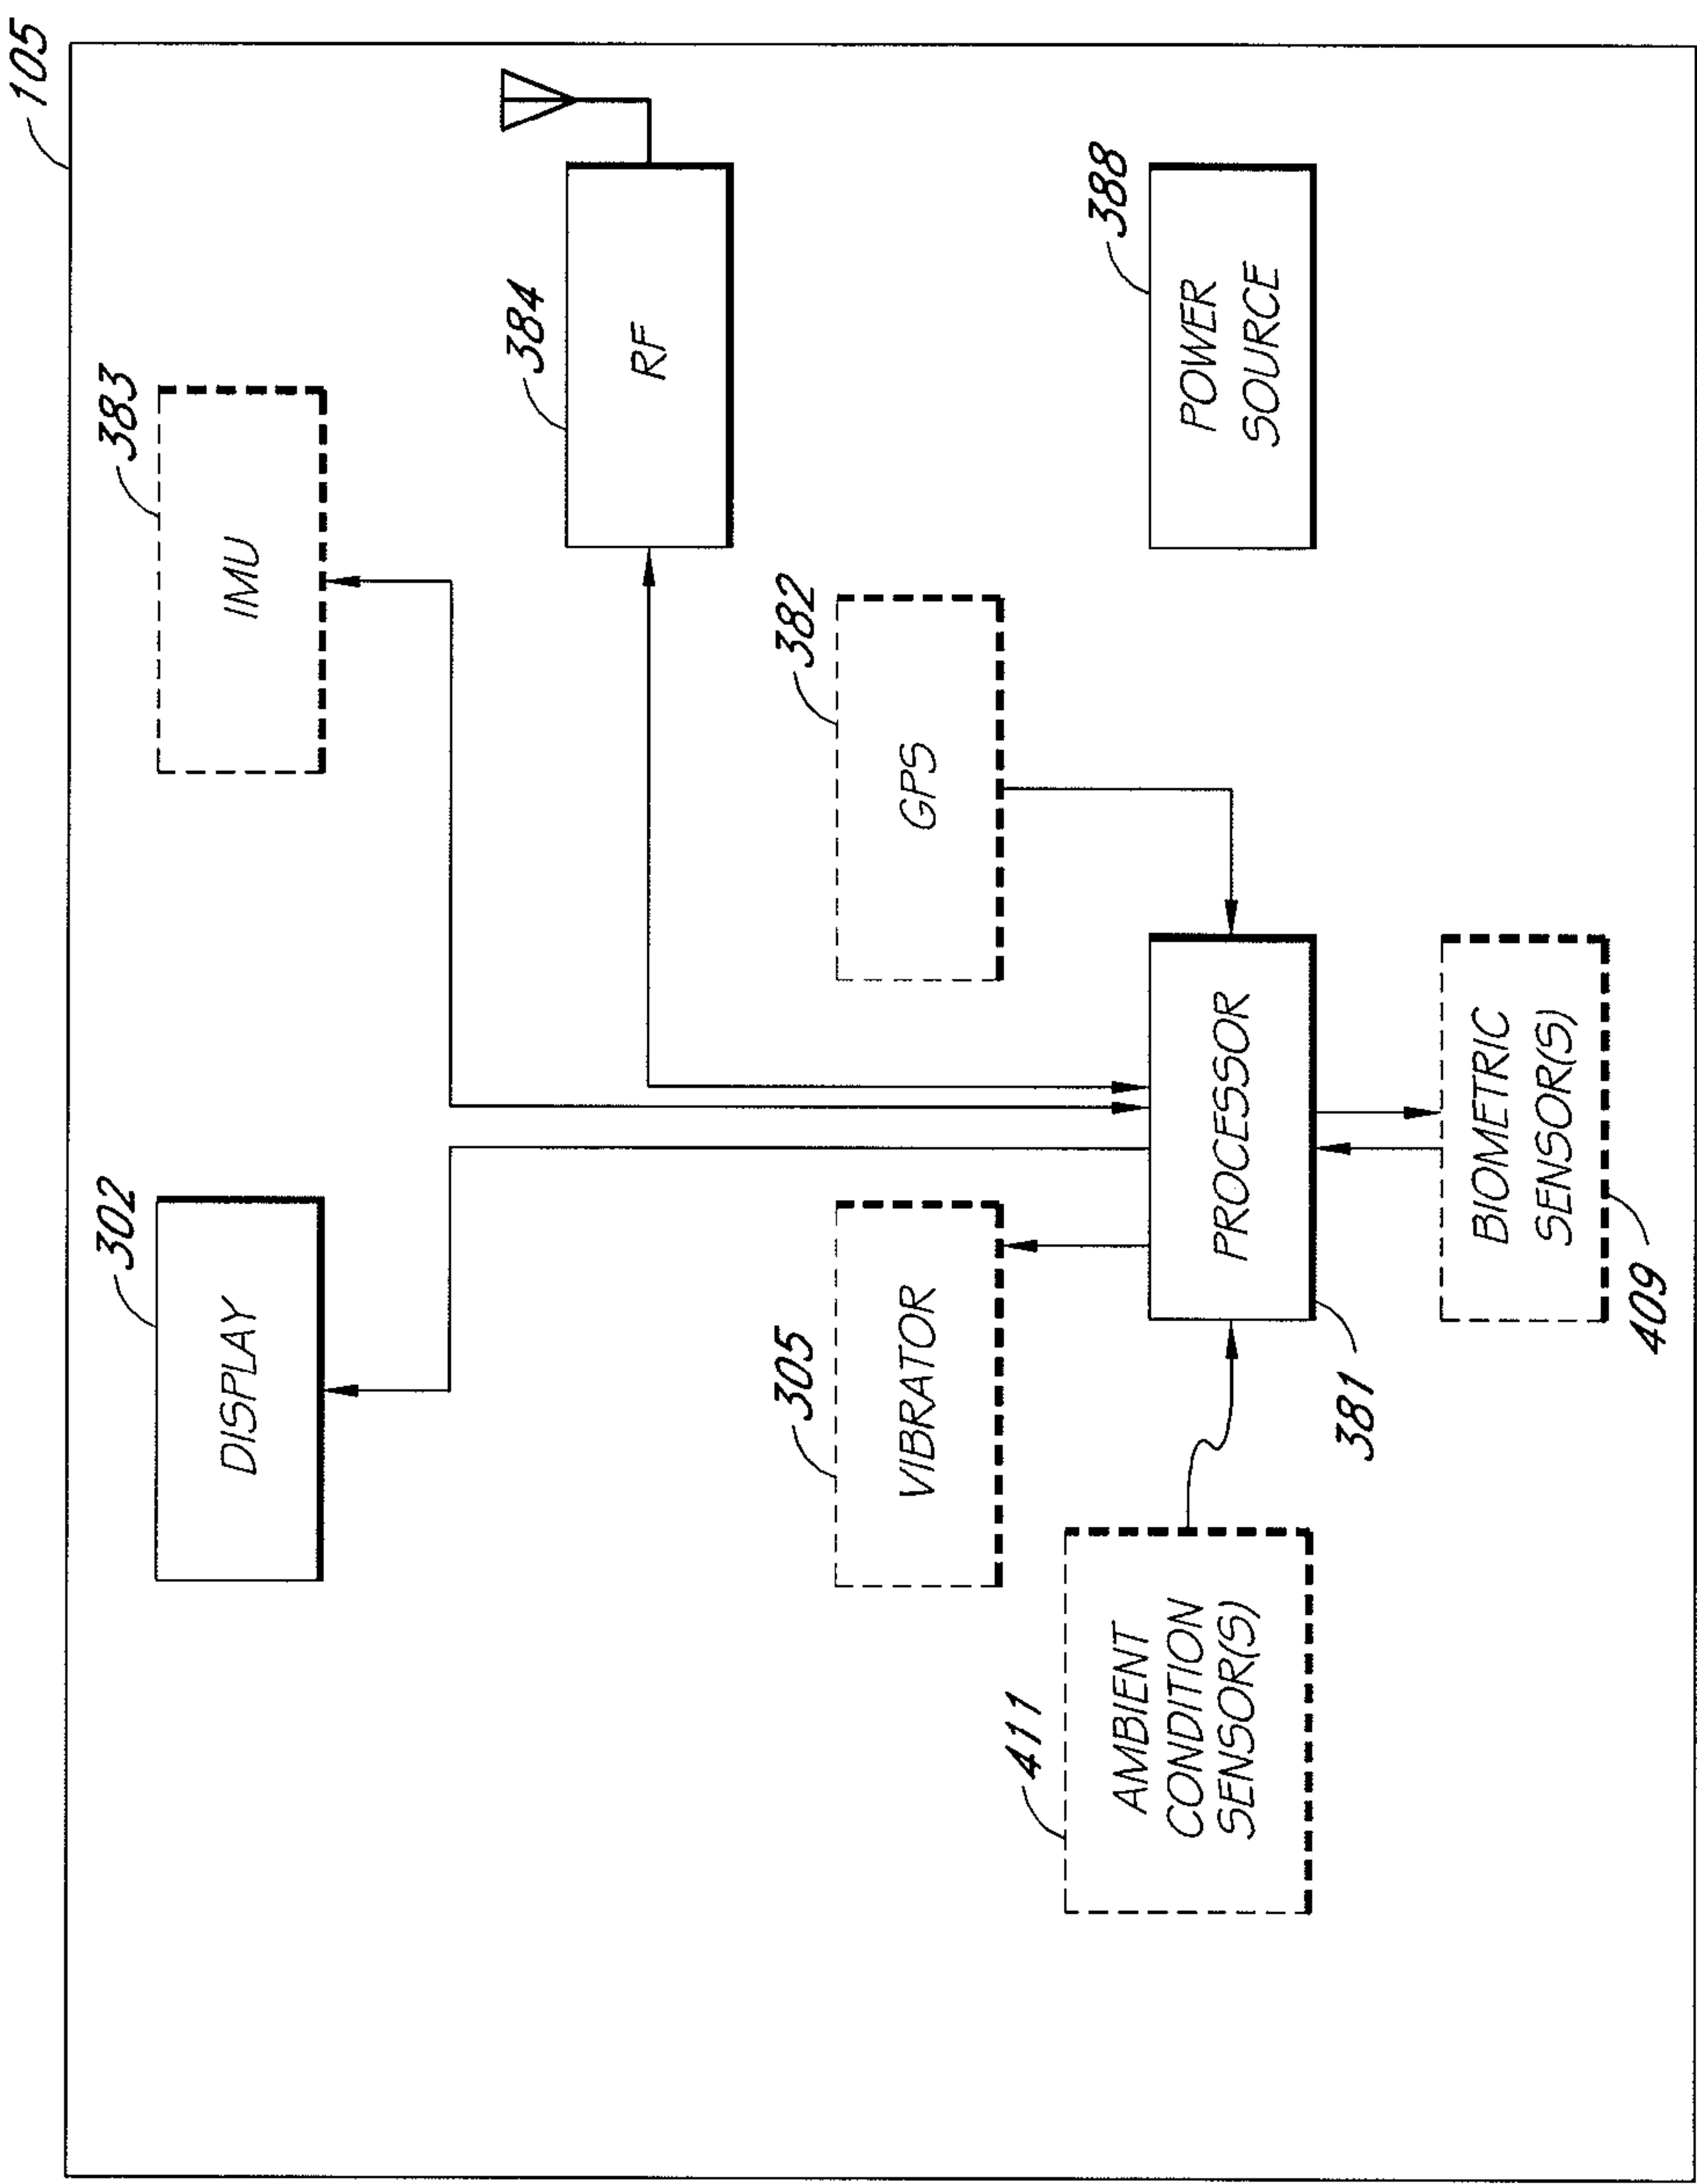 105
302
DISPLAY
383
IMU
384
RF
305
VIBRATOR
382
GPS
411
AMBIENT
CONDITION
SENSOR(S)
PROCESSOR
381
388
POWER
SOURCE
BIOMETRIC
SENSOR(S)
409